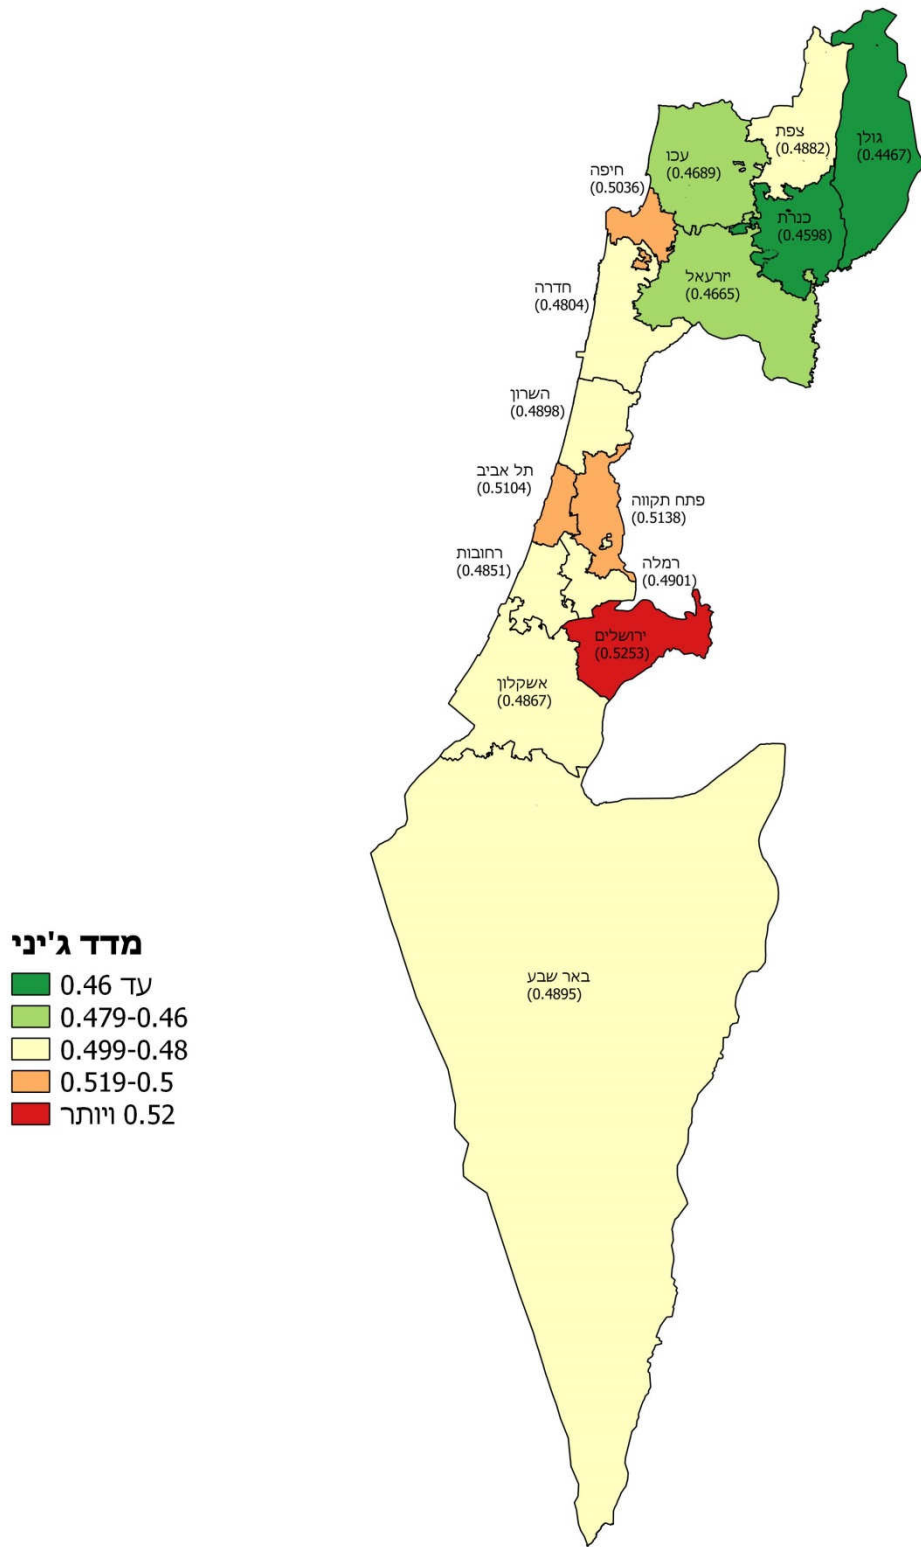 גולן
(0.4467)
צפת
(0.4882)
עכו
(0.4689)
חיפה
(0.5036)
כנרת
(0.4598)
יזרעאל
(0.4665)
חדרה
(0.4804)
השרון
(0.4898)
תל אביב
(0.5104)
פתח תקווה
(0.5138)
רחובות
(0.4851)
רמלה
(0.4901)
ירושלים
(0.5253)
אשקלון
(0.4867)
באר שבע
(0.4895)
מדד ג'יני
עד 0.46
0.479-0.46
0.499-0.48
0.519-0.5
0.52 ויותר